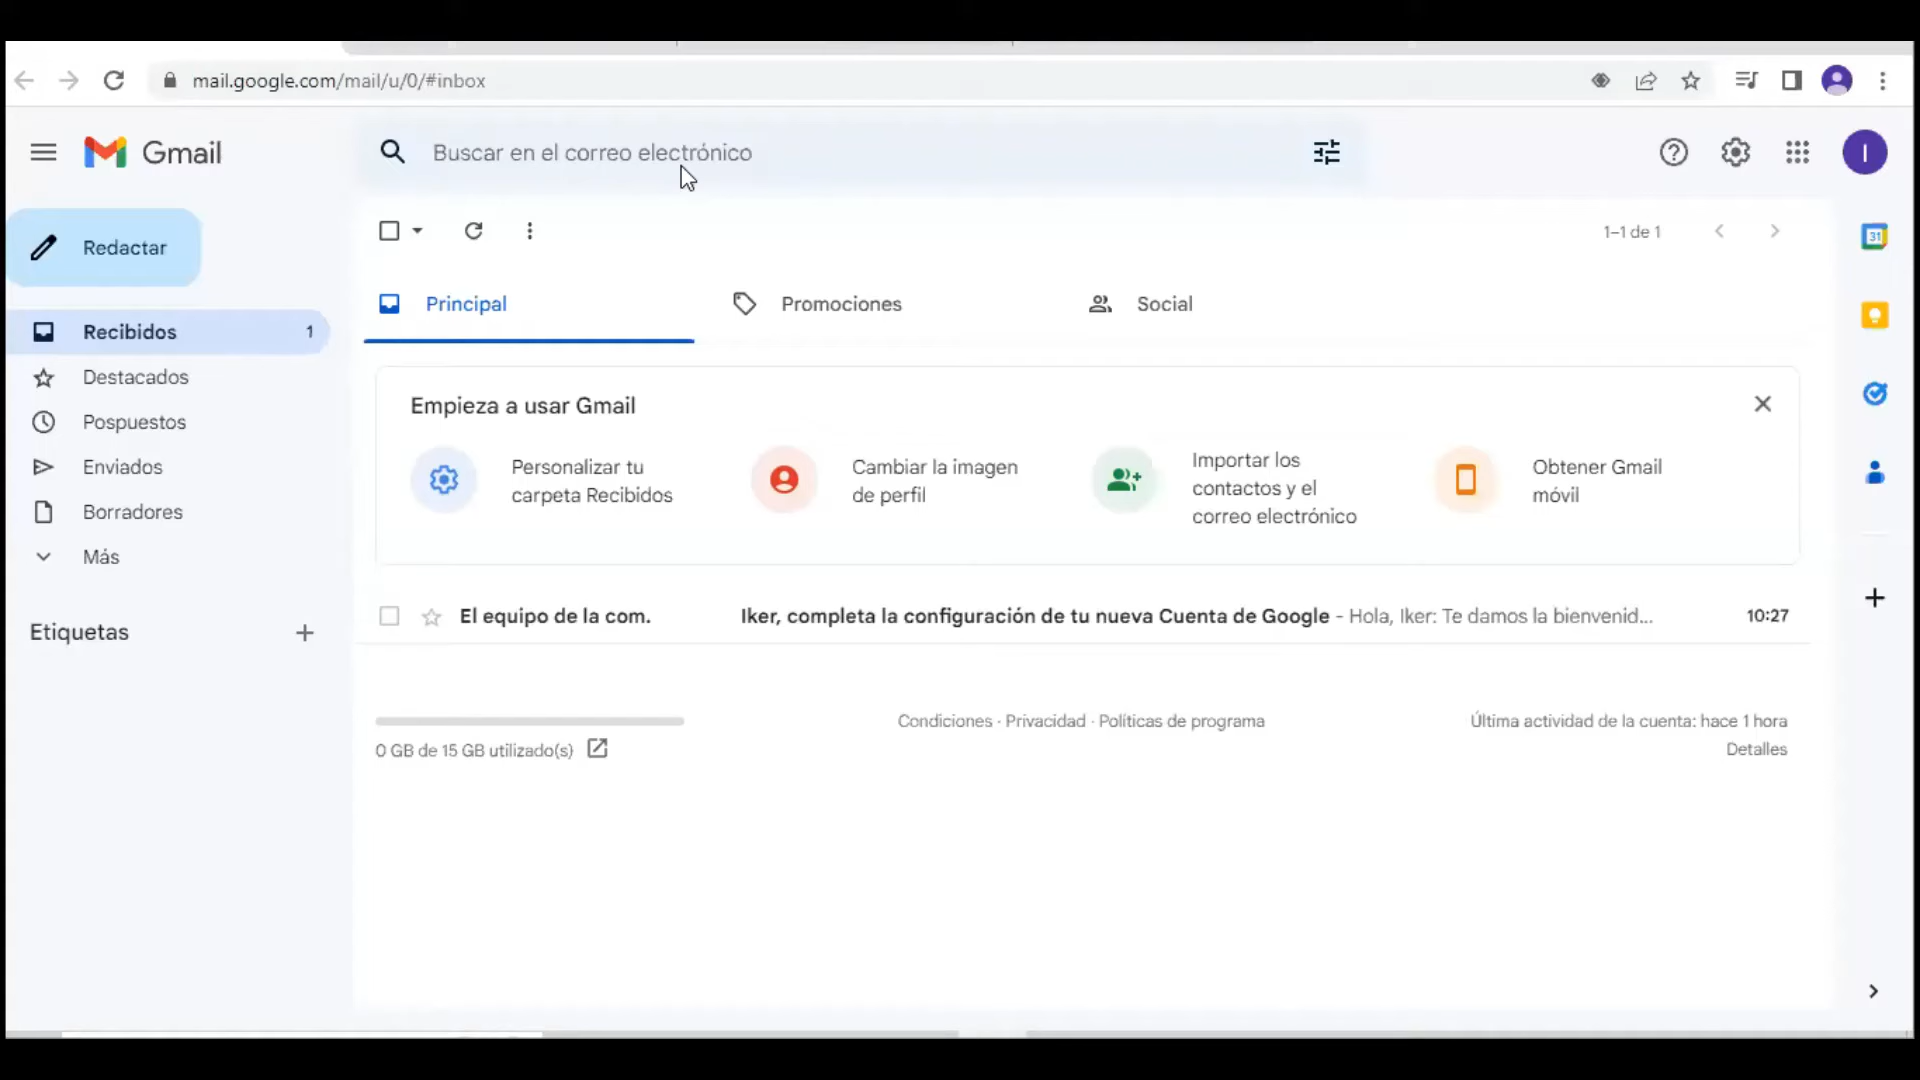 mail.google.com/mail/u/0/#inbox
Gmail
Buscar en el correo electrónico
I
Redactar
1–1 de 1
31
Principal
Promociones
Social
Recibidos 1
Destacados
Pospuestos
Enviados
Borradores
Más
Etiquetas
Empieza a usar Gmail
Personalizar tu
carpeta Recibidos
Cambiar la imagen
de perfil
Importar los
contactos y el
correo electrónico
Obtener Gmail
móvil
El equipo de la com. Iker, completa la configuración de tu nueva Cuenta de Google - Hola, Iker: Te damos la bienvenid... 10:27
0 GB de 15 GB utilizado(s)
Condiciones · Privacidad · Políticas de programa
Última actividad de la cuenta: hace 1 hora
Detalles